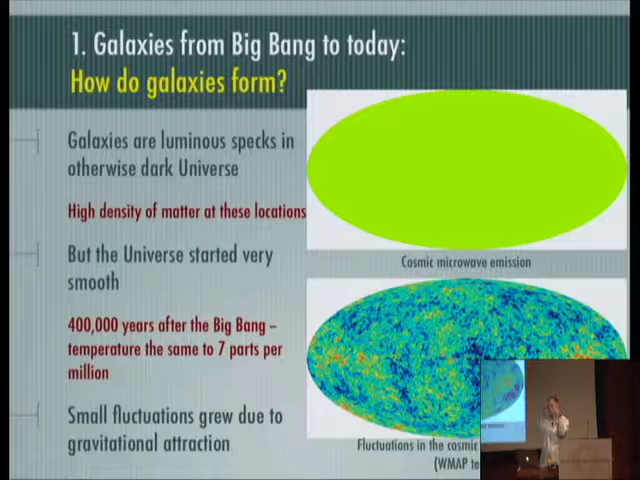 1. Galaxies from Big Bang to today:
How do galaxies form?
Galaxies are luminous specks in
otherwise dark Universe
High density of matter at these locations
But the Universe started very
smooth
400,000 years after the Big Bang –
temperature the same to 7 parts per
million
Small fluctuations grew due to
gravitational attraction
Cosmic microwave emission
Fluctuations in the cosmic
(WMAP